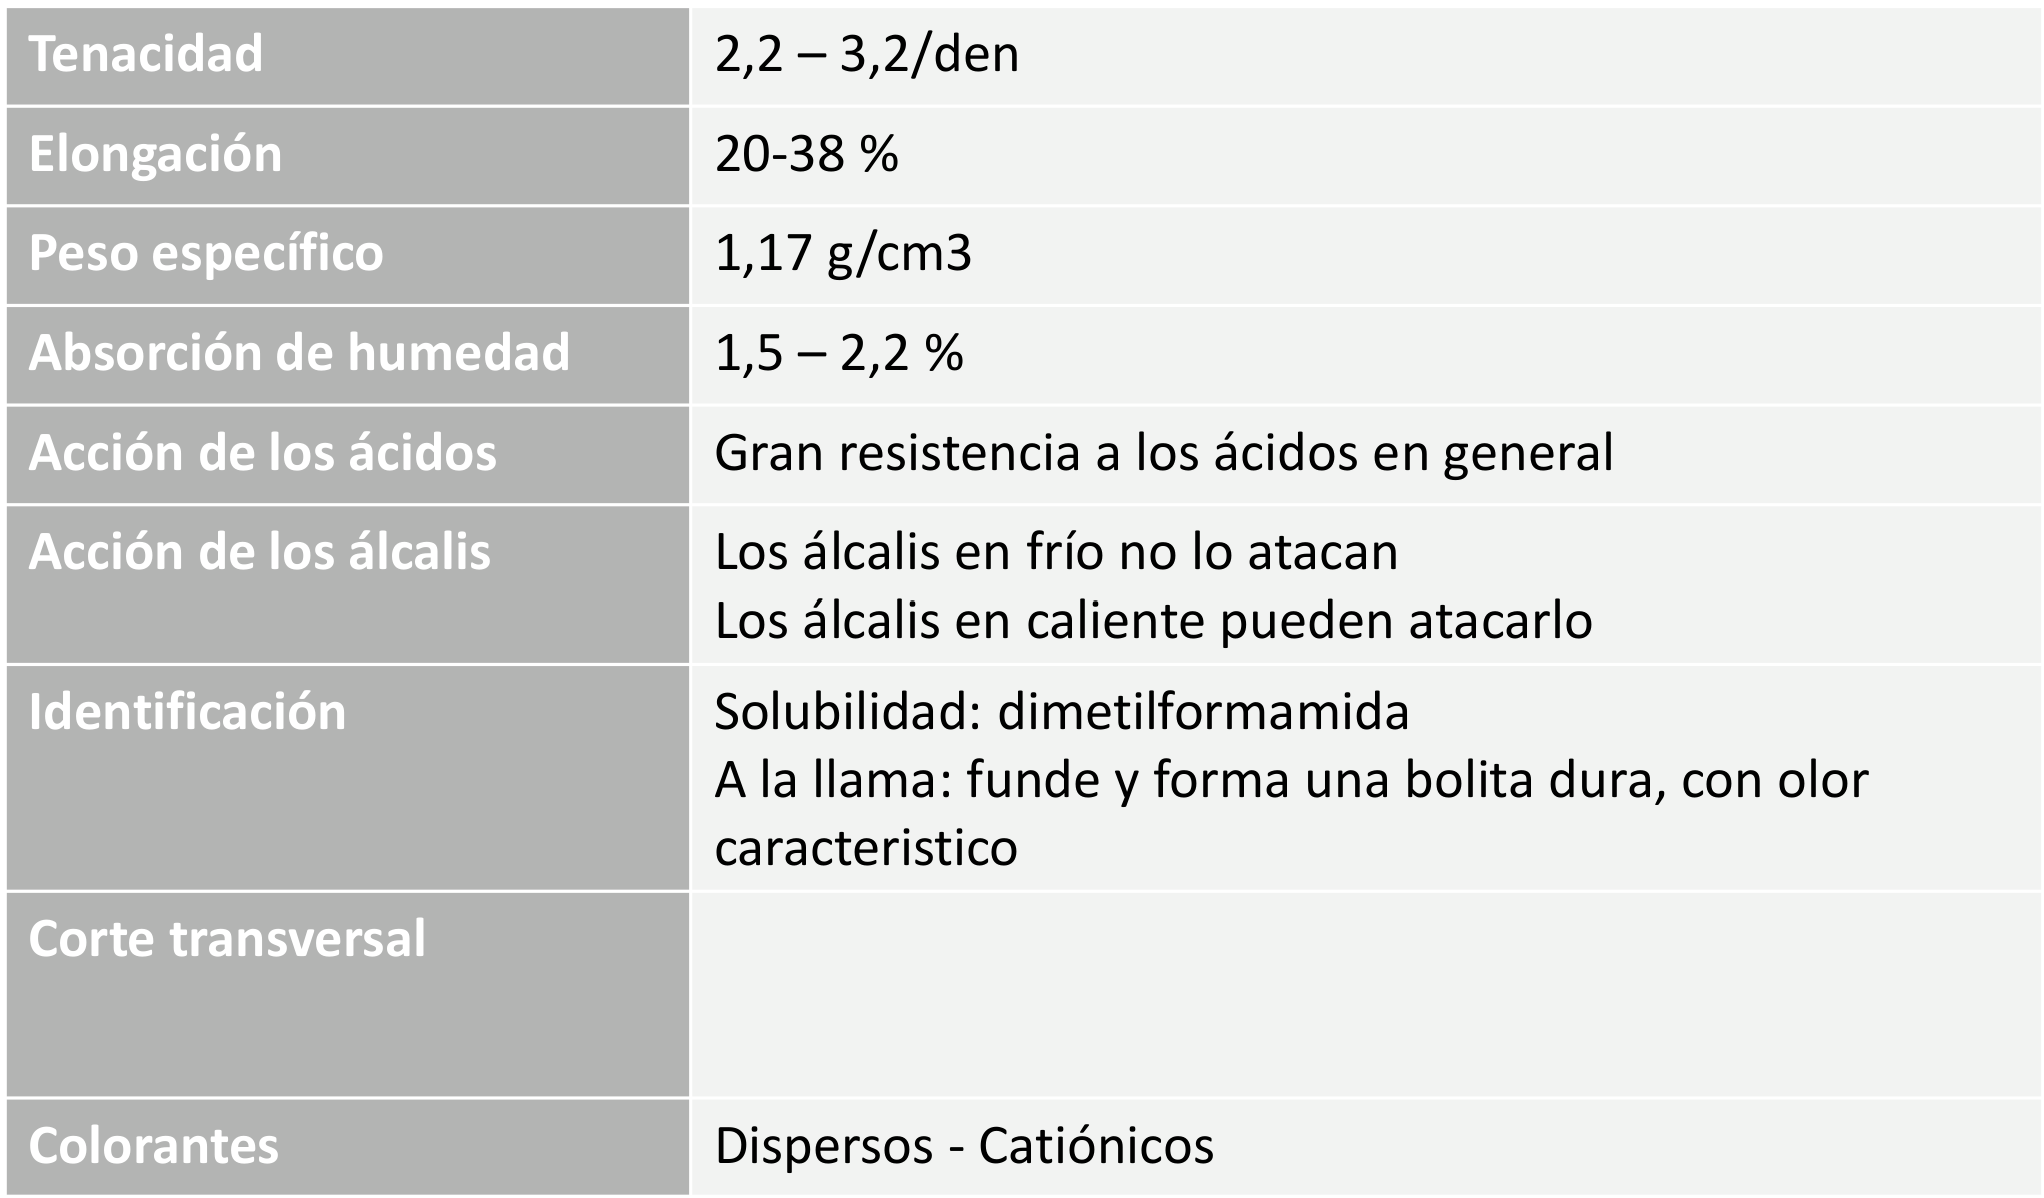 Tenacidad
2,2 – 3,2/den
Elongación
20-38 %
Peso específico
1,17 g/cm3
Absorción de humedad
1,5 – 2,2 %
Acción de los ácidos
Gran resistencia a los ácidos en general
Acción de los álcalis
Los álcalis en frío no lo atacan
Los álcalis en caliente pueden atacarlo
Identificación
Solubilidad: dimetilformamida
A la llama: funde y forma una bolita dura, con olor
caracteristico
Corte transversal
Colorantes
Dispersos - Catiónicos